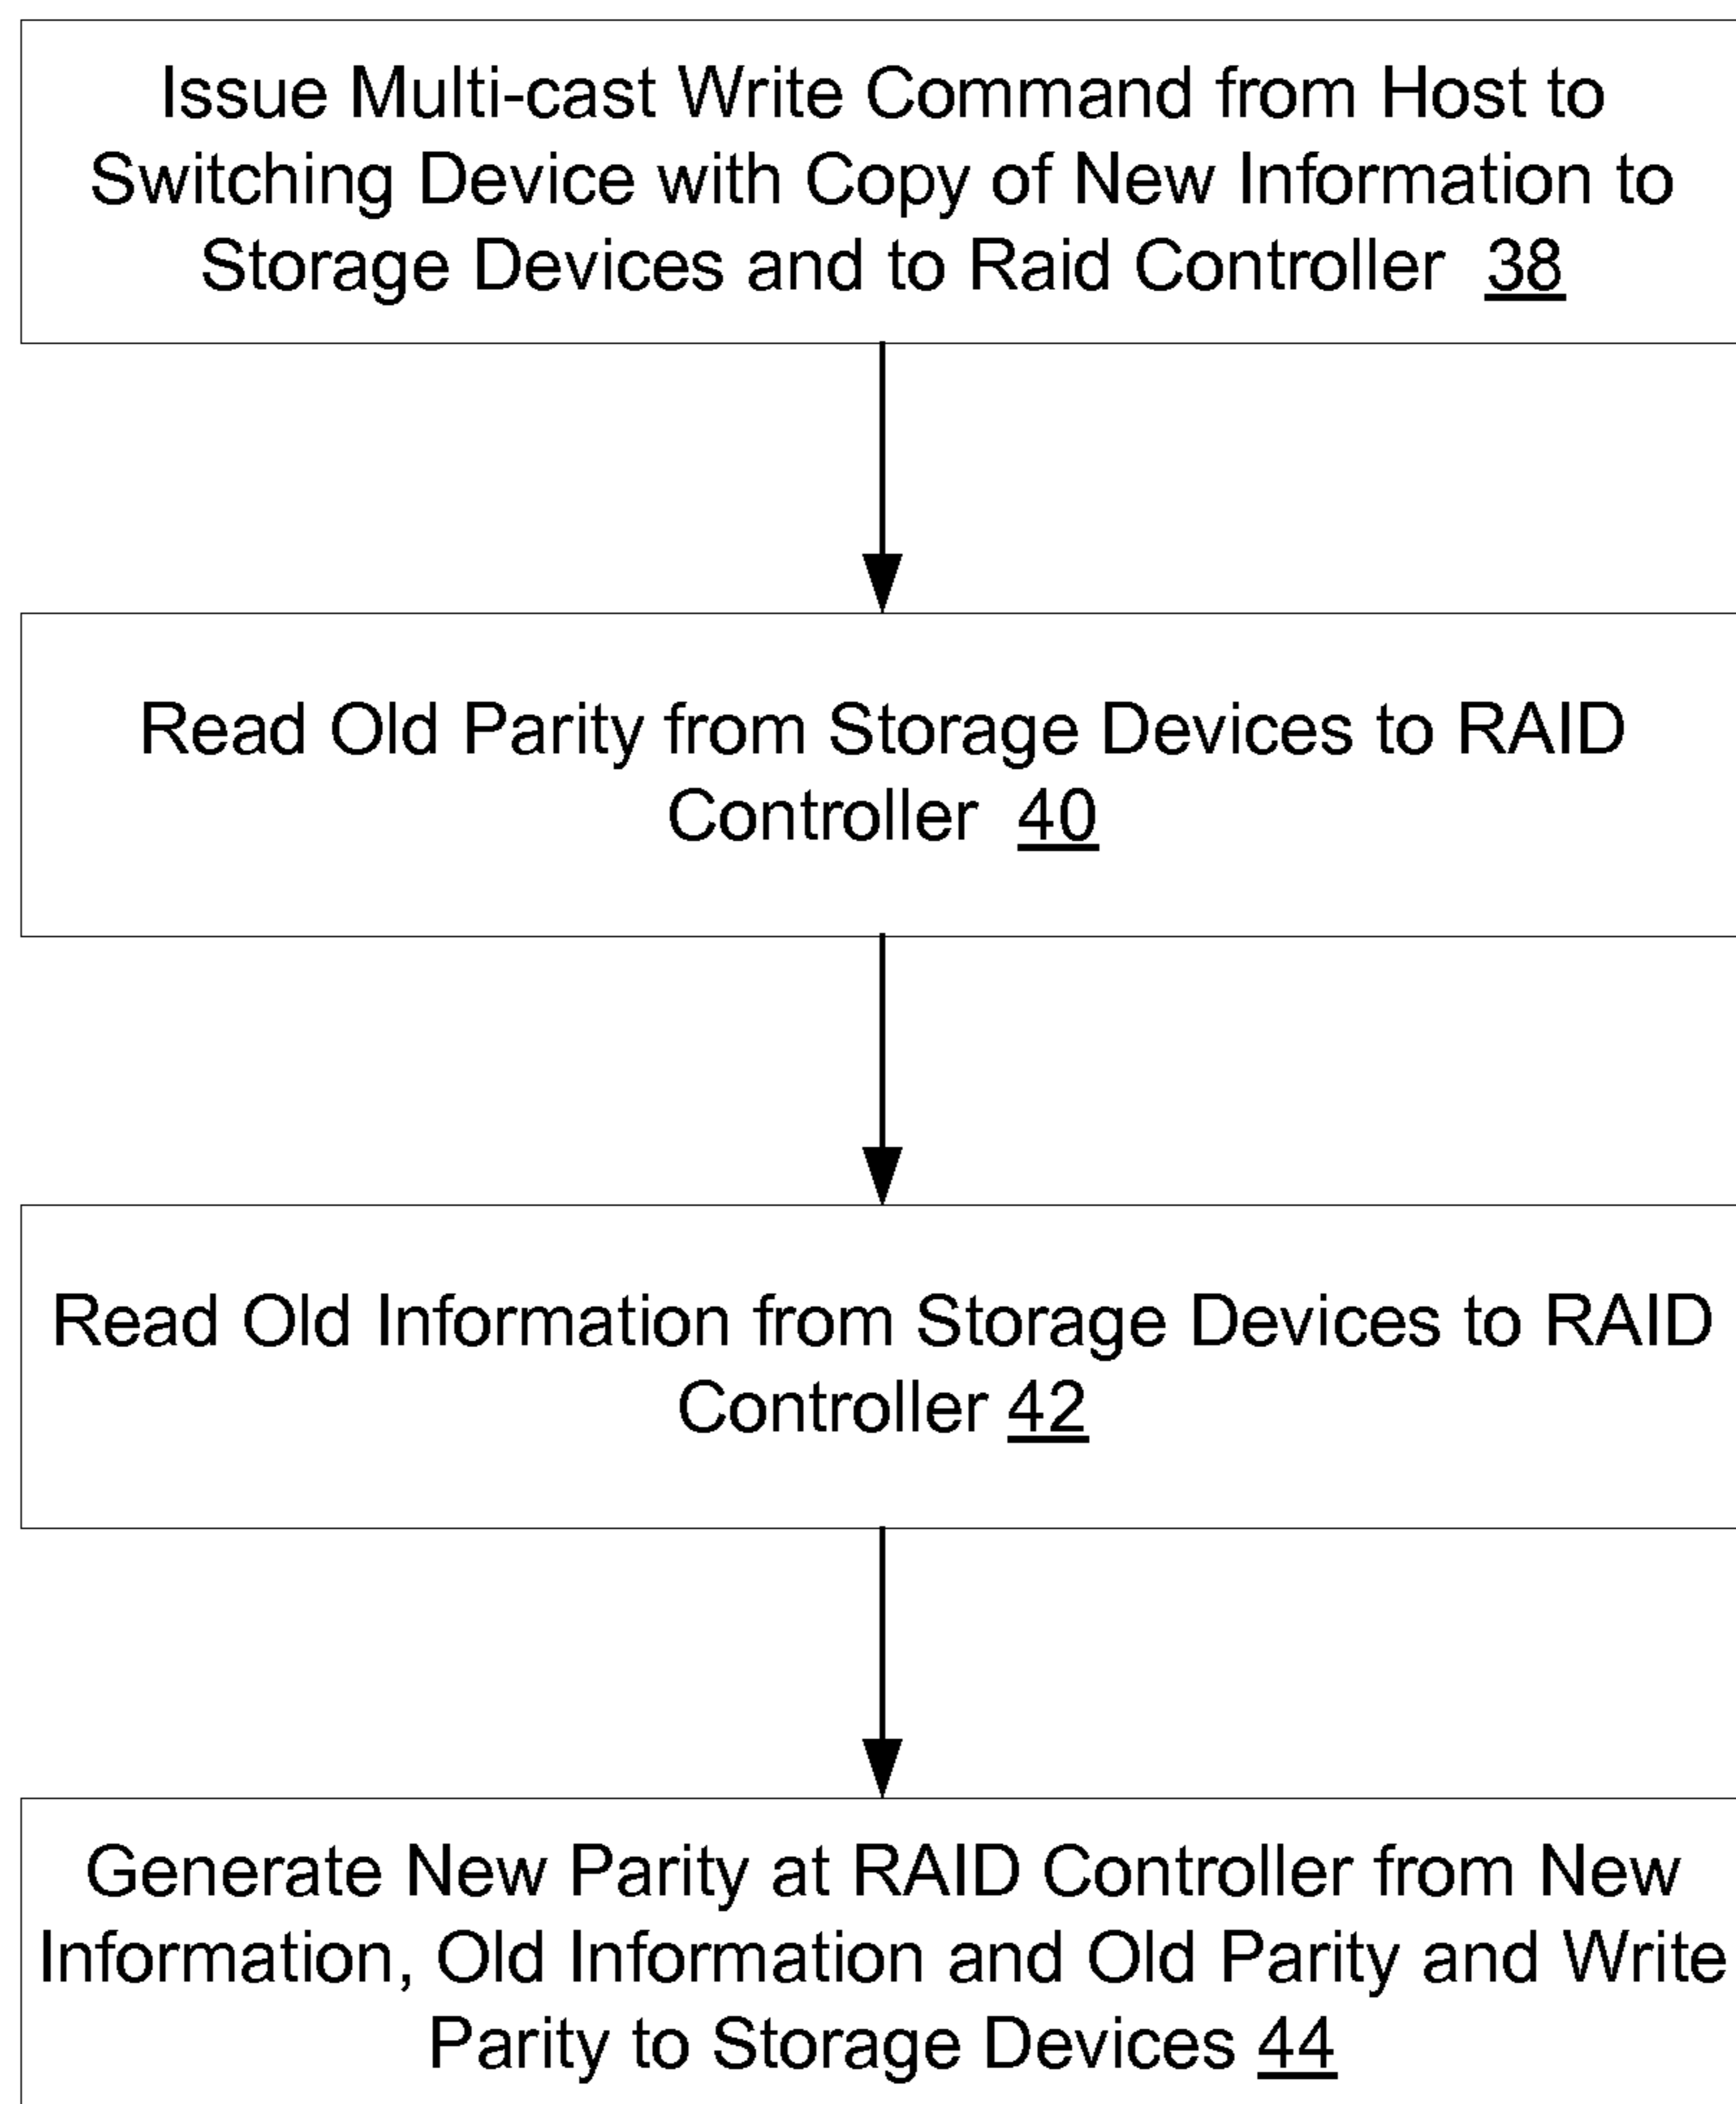 Issue Multi-cast Write Command from Host to
Switching Device with Copy of New Information to
Storage Devices and to Raid Controller 38
Read Old Parity from Storage Devices to RAID
Controller 40
Read Old Information from Storage Devices to RAID
Controller 42
Generate New Parity at RAID Controller from New
Information, Old Information and Old Parity and Write
Parity to Storage Devices 44